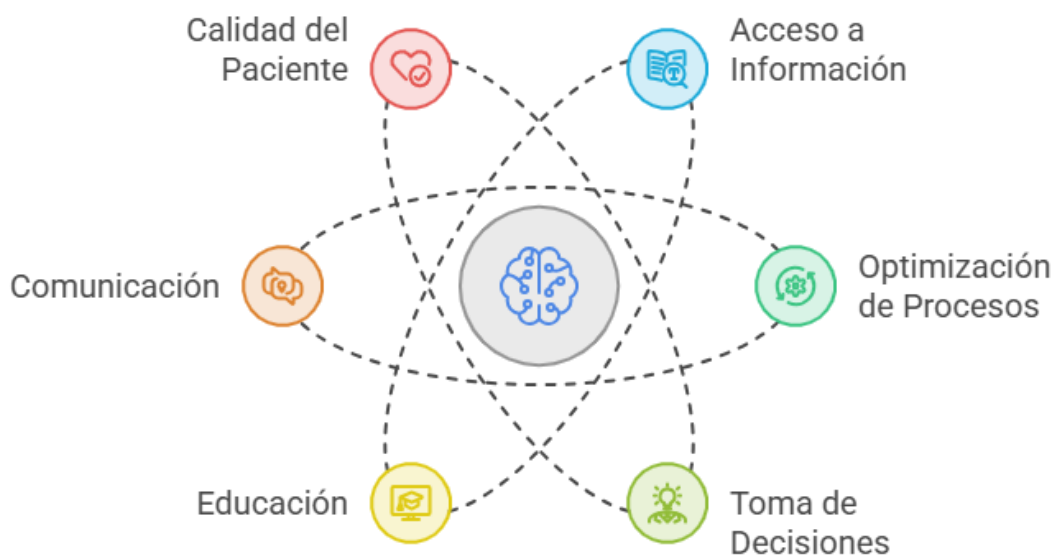 Calidad del
Paciente
Acceso a
Información
Comunicación
Optimización
de Procesos
Educación
Toma de
Decisiones